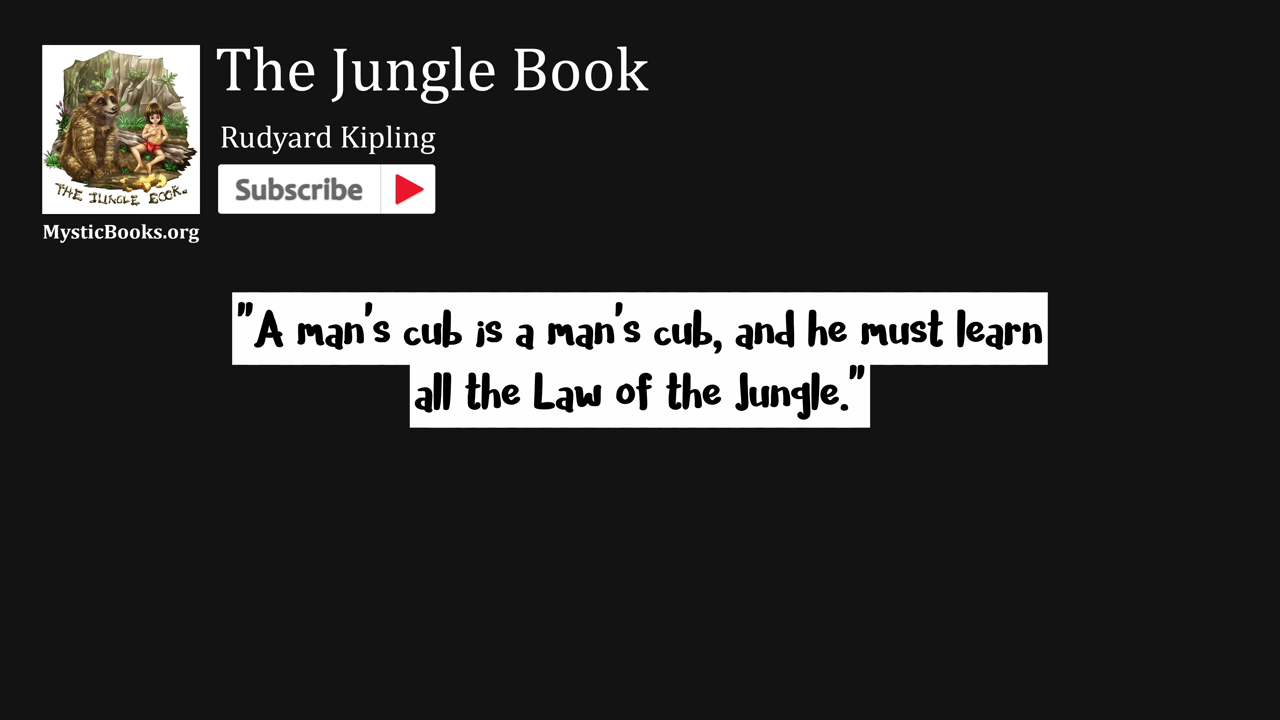 The Jungle Book
Rudyard Kipling
Subscribe
THE JUNGLE BOOK.
MysticBooks.org
"A man's cub is a man's cub, and he must learn
all the Law of the Jungle."